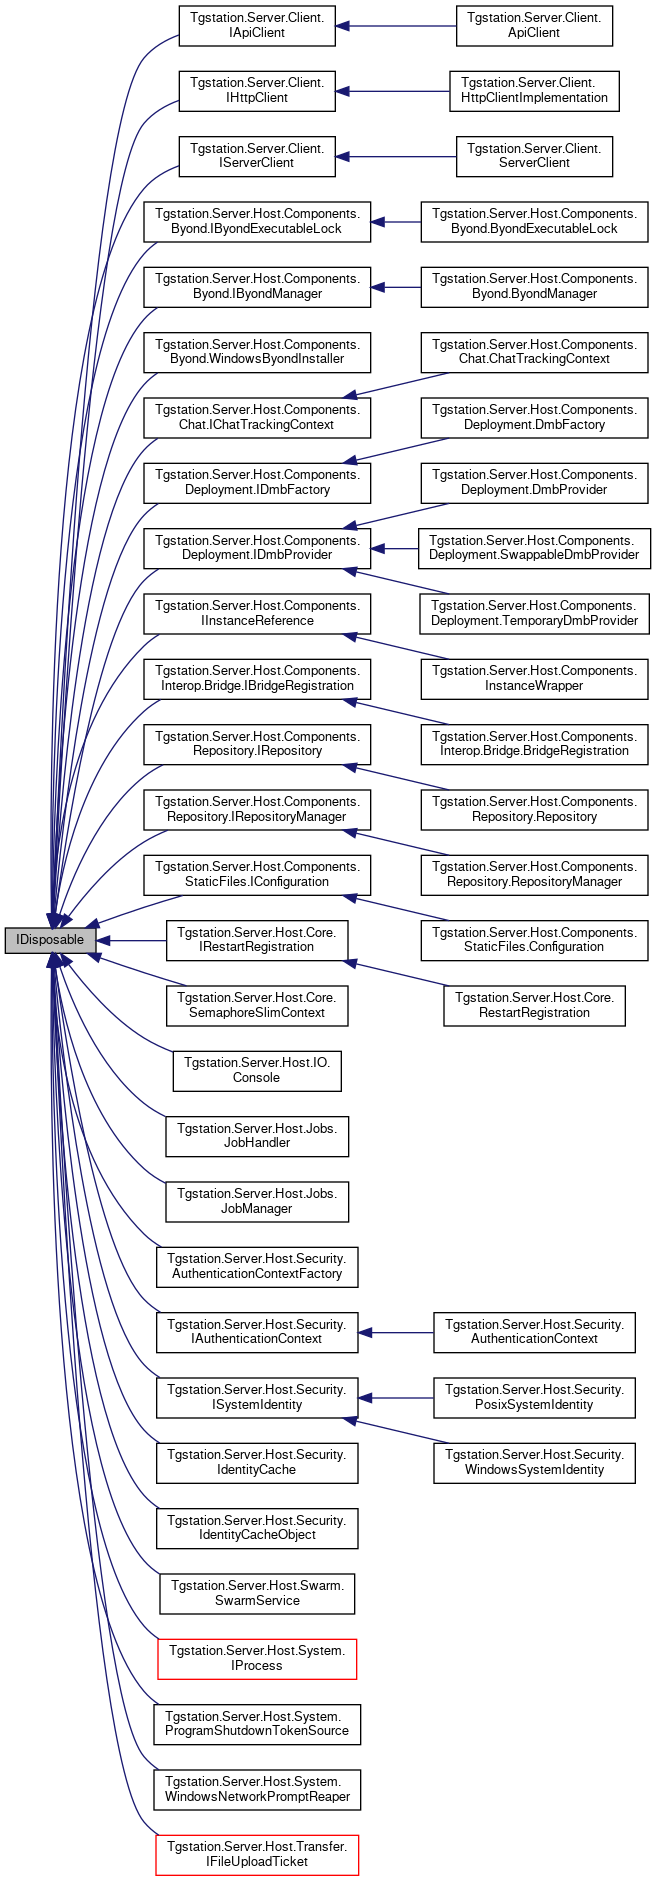 Tgstation.Server.Client.
IApiClient
Tgstation.Server.Client.
ApiClient
Tgstation.Server.Client.
IHttpClient
Tgstation.Server.Client.
HttpClientImplementation
Tgstation.Server.Client.
IServerClient
Tgstation.Server.Client.
ServerClient
Tgstation.Server.Host.Components.
Byond.IByondExecutableLock
Tgstation.Server.Host.Components.
Byond.ByondExecutableLock
Tgstation.Server.Host.Components.
Byond.IByondManager
Tgstation.Server.Host.Components.
Byond.ByondManager
Tgstation.Server.Host.Components.
Byond.WindowsByondInstaller
Tgstation.Server.Host.Components.
Chat.ChatTrackingContext
Tgstation.Server.Host.Components.
Chat.IChatTrackingContext
Tgstation.Server.Host.Components.
Deployment.DmbFactory
Tgstation.Server.Host.Components.
Deployment.IDmbFactory
Tgstation.Server.Host.Components.
Deployment.DmbProvider
Tgstation.Server.Host.Components.
Deployment.IDmbProvider
Tgstation.Server.Host.Components.
Deployment.SwappableDmbProvider
Tgstation.Server.Host.Components.
IInstanceReference
Tgstation.Server.Host.Components.
Deployment.TemporaryDmbProvider
Tgstation.Server.Host.Components.
Interop.Bridge.IBridgeRegistration
Tgstation.Server.Host.Components.
InstanceWrapper
Tgstation.Server.Host.Components.
Repository.IRepository
Tgstation.Server.Host.Components.
Interop.Bridge.BridgeRegistration
Tgstation.Server.Host.Components.
Repository.IRepositoryManager
Tgstation.Server.Host.Components.
Repository.Repository
Tgstation.Server.Host.Components.
StaticFiles.IConfiguration
Tgstation.Server.Host.Components.
Repository.RepositoryManager
IDisposable
Tgstation.Server.Host.Core.
IRestartRegistration
Tgstation.Server.Host.Components.
StaticFiles.Configuration
Tgstation.Server.Host.Core.
SemaphoreSlimContext
Tgstation.Server.Host.Core.
RestartRegistration
Tgstation.Server.Host.IO.
Console
Tgstation.Server.Host.Jobs.
JobHandler
Tgstation.Server.Host.Jobs.
JobManager
Tgstation.Server.Host.Security.
AuthenticationContextFactory
Tgstation.Server.Host.Security.
IAuthenticationContext
Tgstation.Server.Host.Security.
AuthenticationContext
Tgstation.Server.Host.Security.
ISystemIdentity
Tgstation.Server.Host.Security.
PosixSystemIdentity
Tgstation.Server.Host.Security.
IdentityCache
Tgstation.Server.Host.Security.
WindowsSystemIdentity
Tgstation.Server.Host.Security.
IdentityCacheObject
Tgstation.Server.Host.Swarm.
SwarmService
Tgstation.Server.Host.System.
IProcess
Tgstation.Server.Host.System.
ProgramShutdownTokenSource
Tgstation.Server.Host.System.
WindowsNetworkPromptReaper
Tgstation.Server.Host.Transfer.
IFileUploadTicket